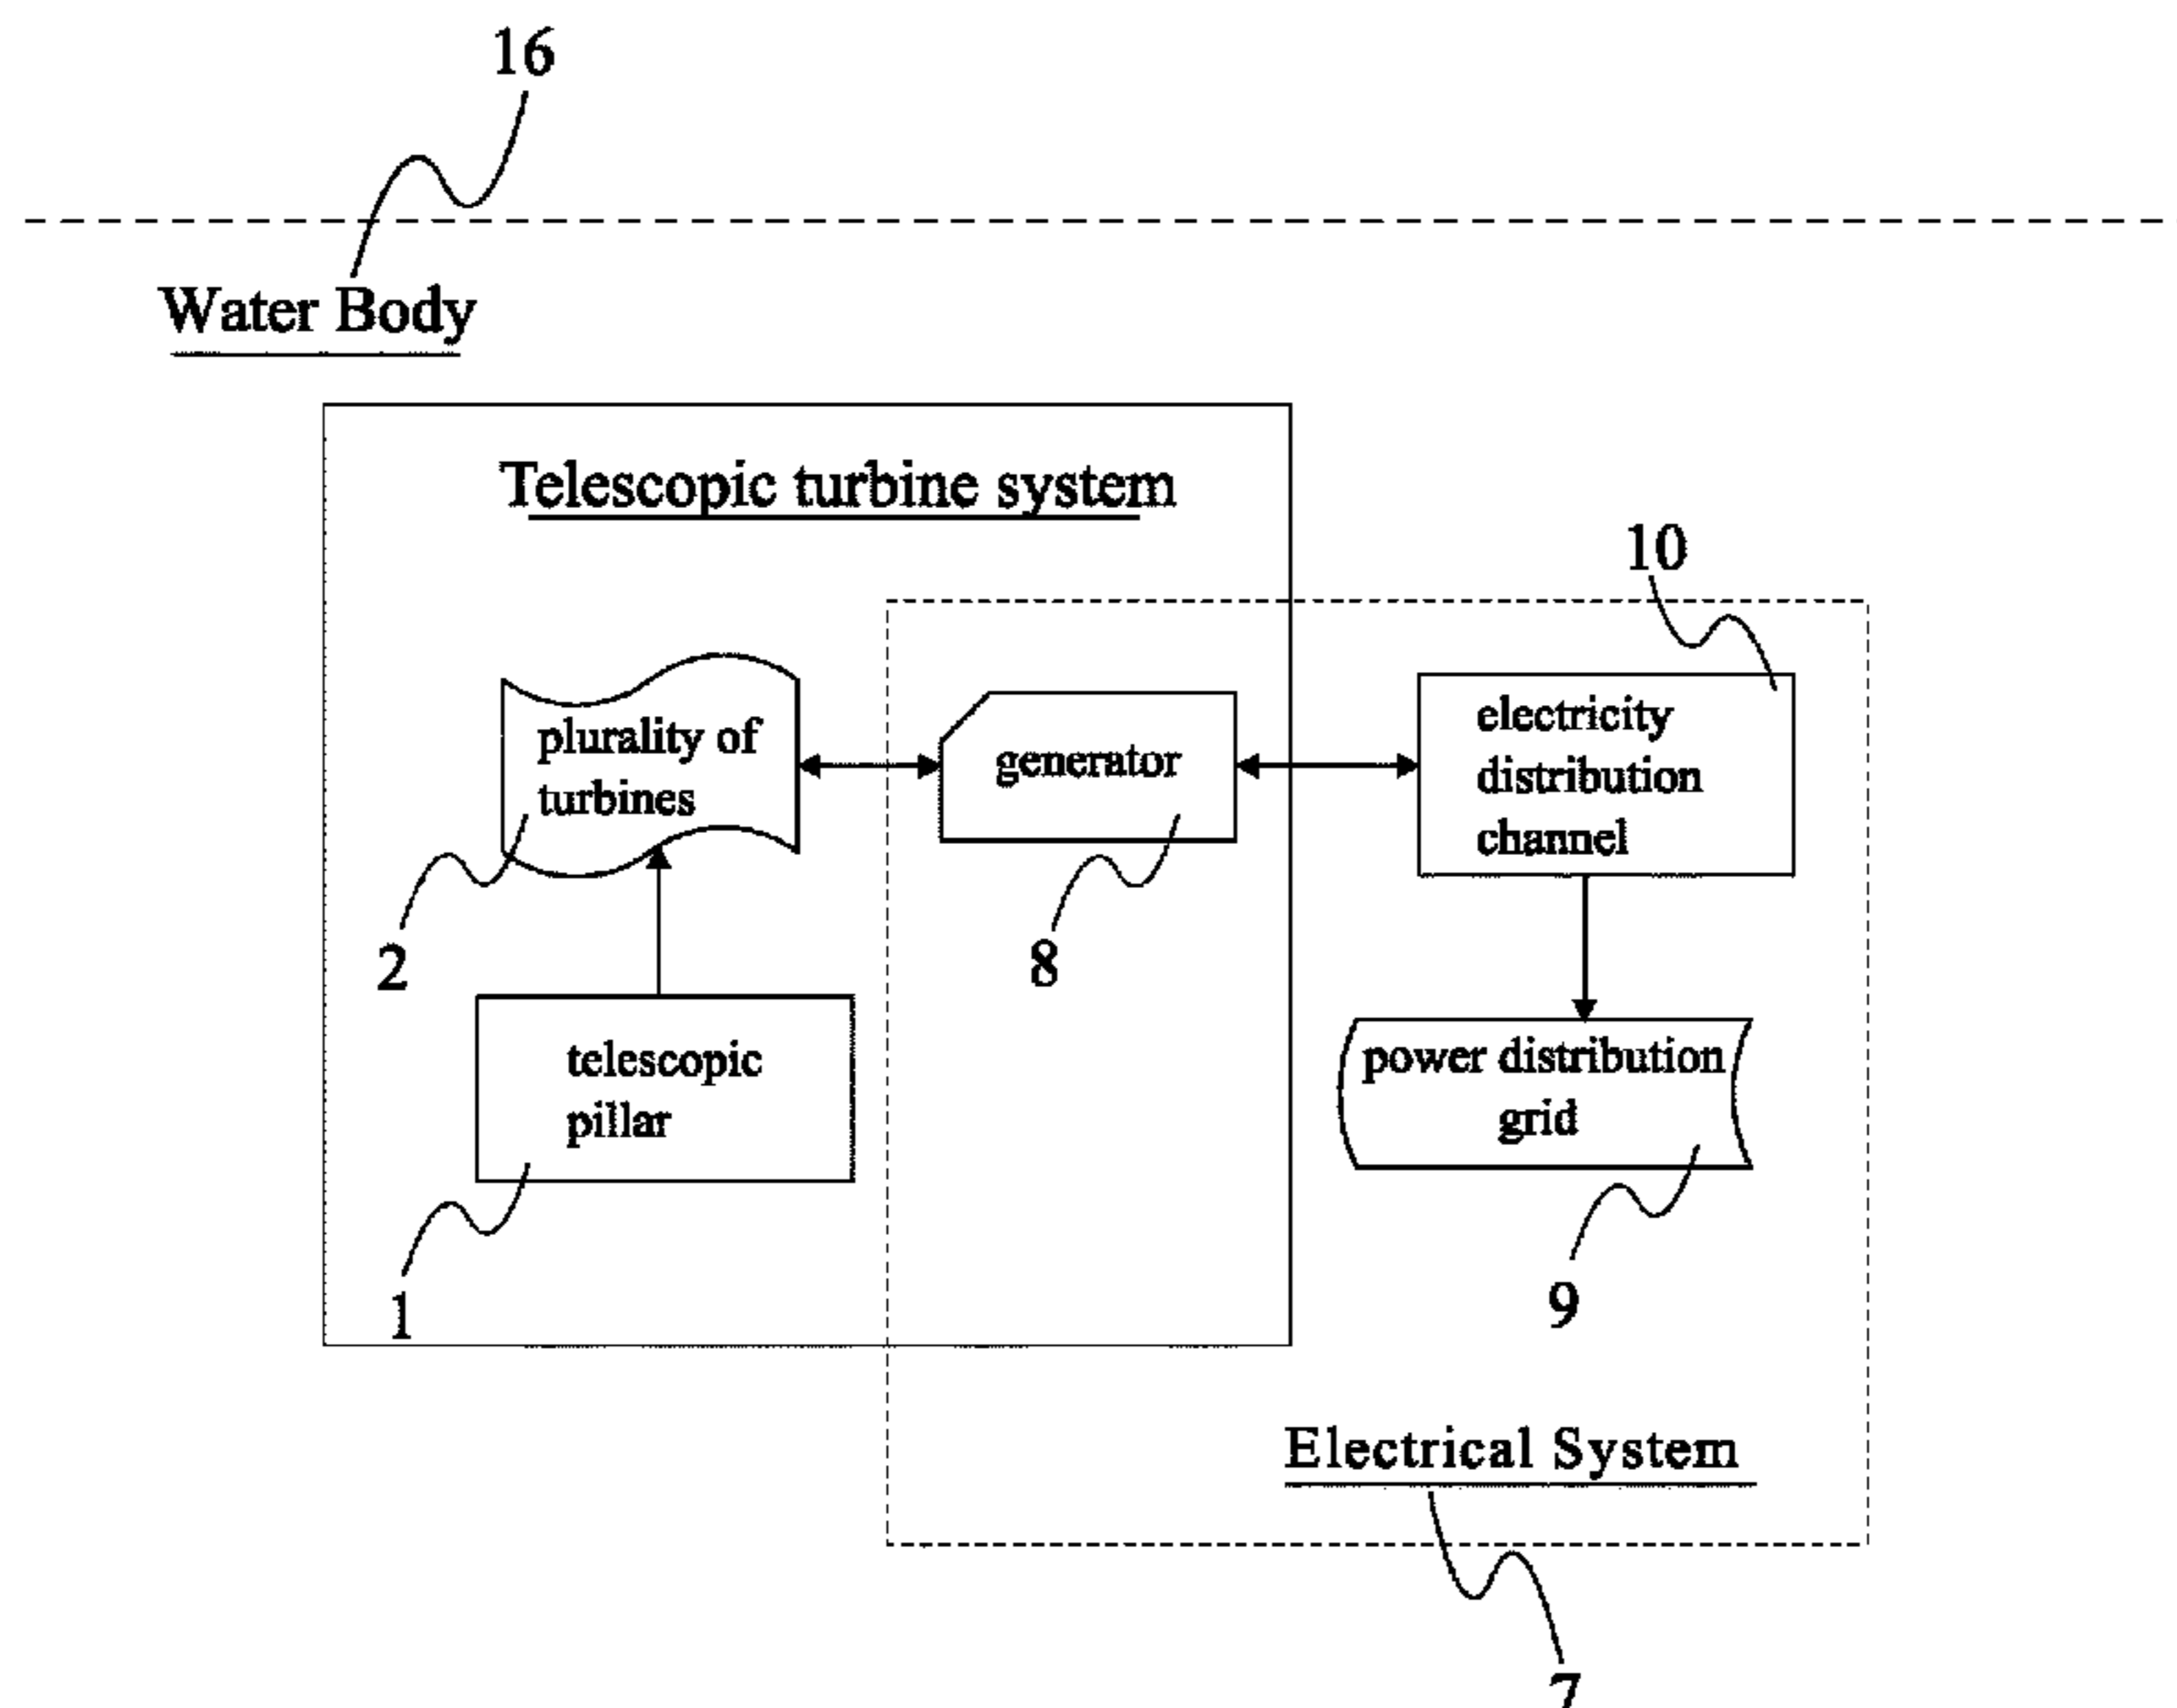 16
Water Body
Telescopic turbine system
10
plurality of
turbines
generator
electricity
distribution
channel
2
8
telescopic
pillar
power distribution
grid
1
9
Electrical System
7